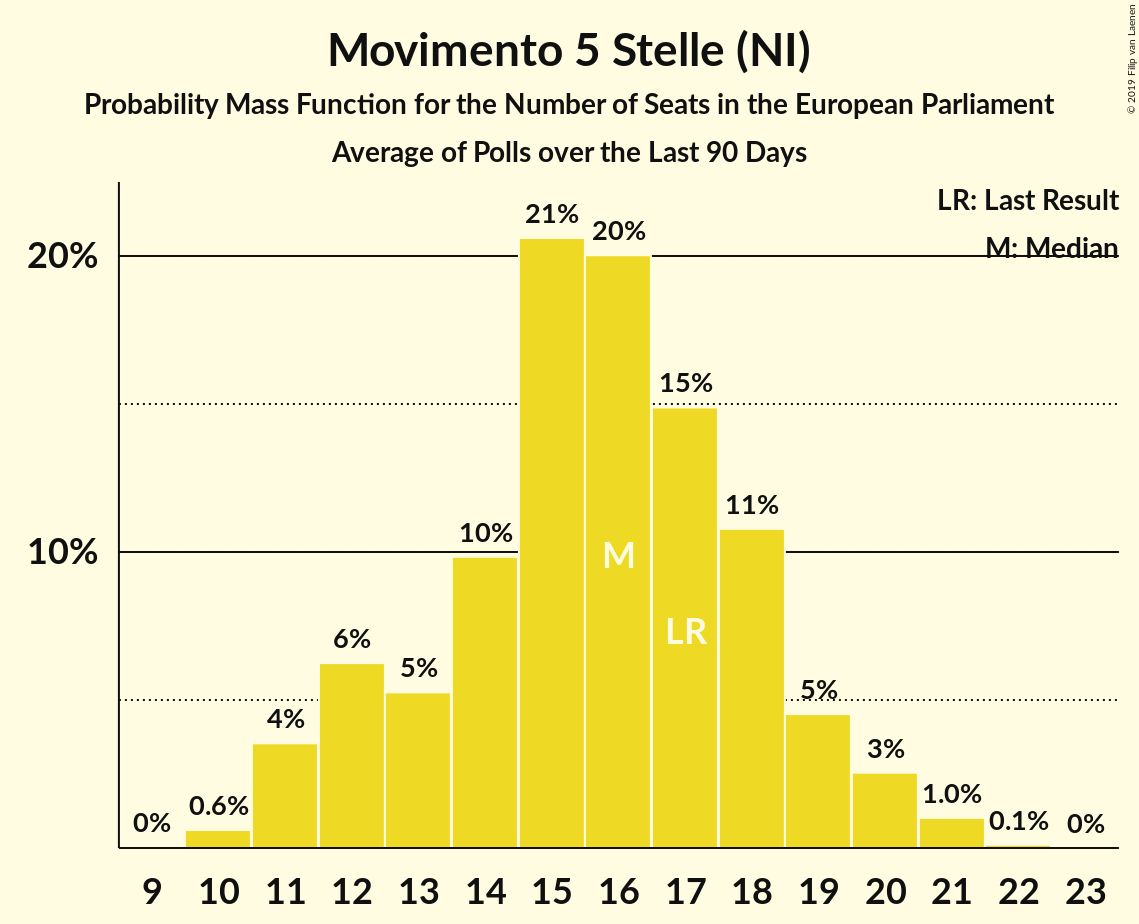 Movimento 5 Stelle (NI)
Probability Mass Function for the Number of Seats in the European Parliament
Average of Polls over the Last 90 Days
© 2019 Filip van Laenen
LR: Last Result
M: Median
20%
10%
0%
0.6%
4%
6%
5%
10%
21%
20%
15%
11%
5%
3%
1.0%
0.1%
0%
M
LR
9 10 11 12 13 14 15 16 17 18 19 20 21 22 23